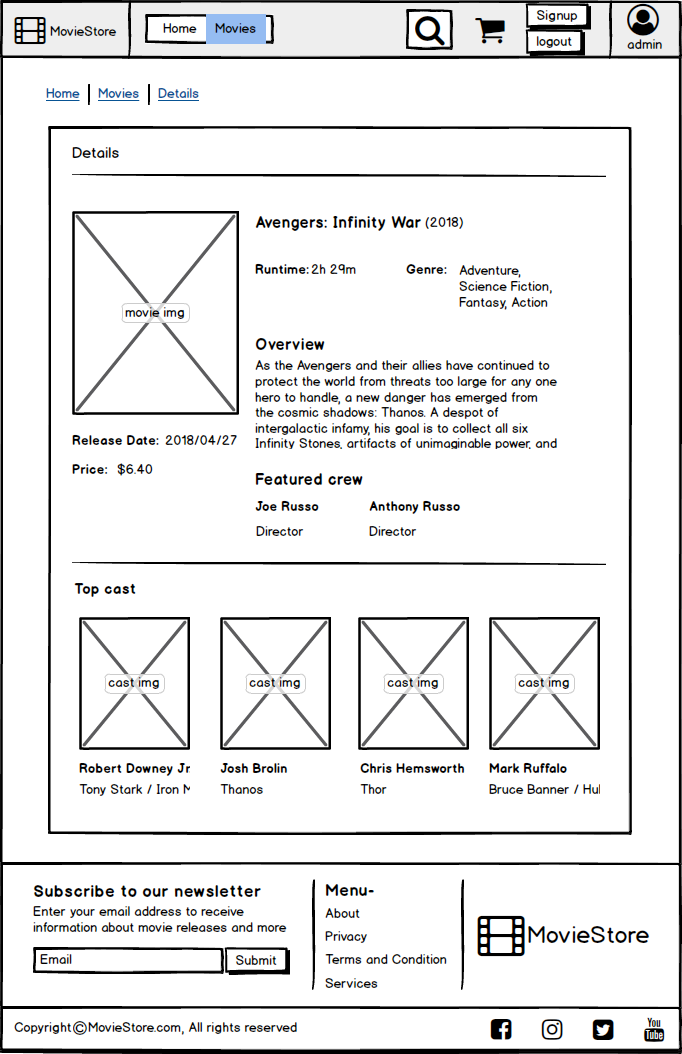 MovieStore
Home Movies
Signup
logout
admin
Home Movies Details
Details
movie img
Avengers: Infinity War (2018)
Runtime: 2h 29m Genre: Adventure,
Science Fiction,
Fantasy, Action
Overview
As the Avengers and their allies have continued to
protect the world from threats too large for any one
hero to handle, a new danger has emerged from
the cosmic shadows: Thanos. A despot of
intergalactic infamy, his goal is to collect all six
Infinity Stones, artifacts of unimaginable power, and
Release Date: 2018/04/27
Price: $6.40
Featured crew
Joe Russo Anthony Russo
Director Director
Top cast
cast img cast img cast img cast img
Robert Downey Jr Josh Brolin Chris Hemsworth Mark Ruffalo
Tony Stark / Iron M Thanos Thor Bruce Banner / Hul
Subscribe to our newsletter
Enter your email address to receive
information about movie releases and more
Email Submit
Menu-
About
Privacy
Terms and Condition
Services
MovieStore
Copyright©MovieStore.com, All rights reserved
You
Tube